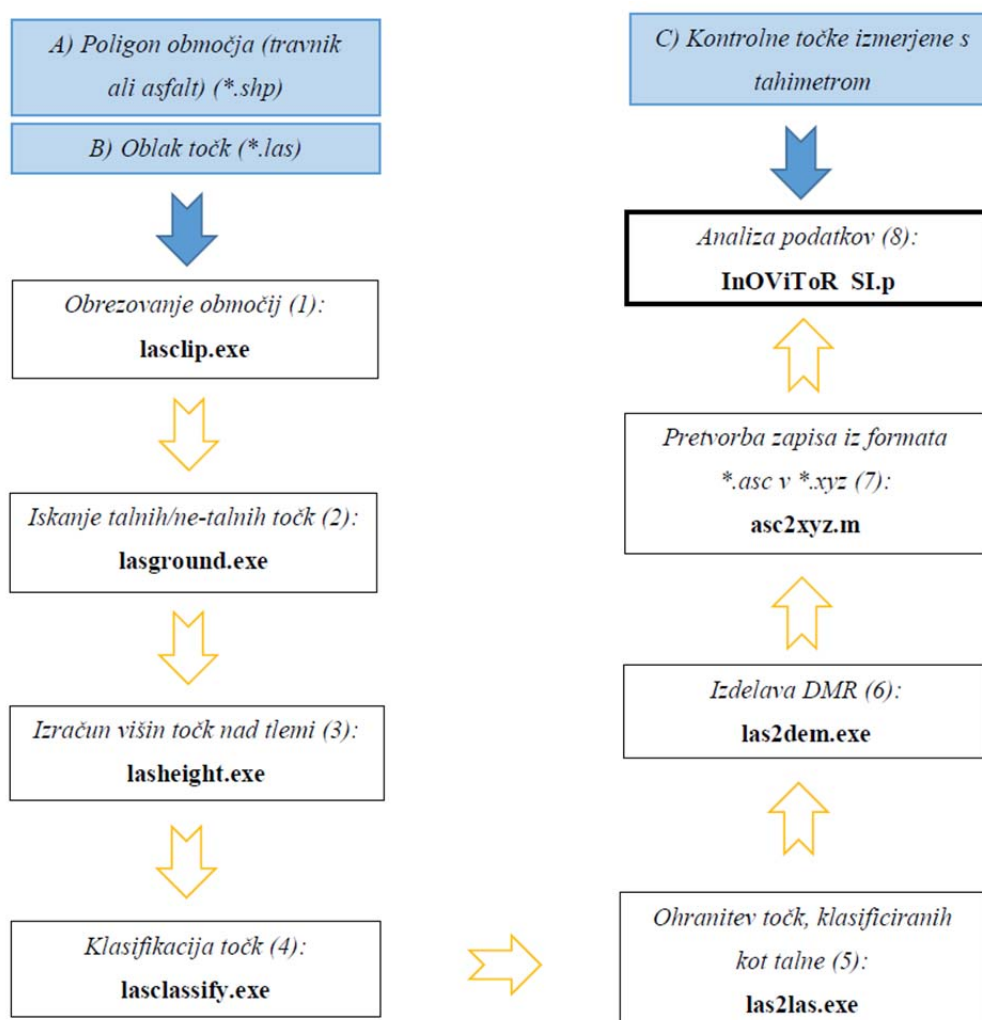 A) Poligon območja (travnik
ali asfalt) (*.shp)
B) Oblak točk (*.las)
Obrezovanje območij (1):
lasclip.exe
Iskanje talnih/ne-talnih točk (2):
lasground.exe
Izračun višin točk nad tlemi (3):
lasheight.exe
Klasifikacija točk (4):
lasclassify.exe
Ohranitev točk, klasificiranih
kot talne (5):
las2las.exe
Izdelava DMR (6):
las2dem.exe
Pretvorba zapisa iz formata
*.asc v *.xyz (7):
asc2xyz.m
C) Kontrolne točke izmerjene s
tahimetrom
Analiza podatkov (8):
InOViToR_SI.p